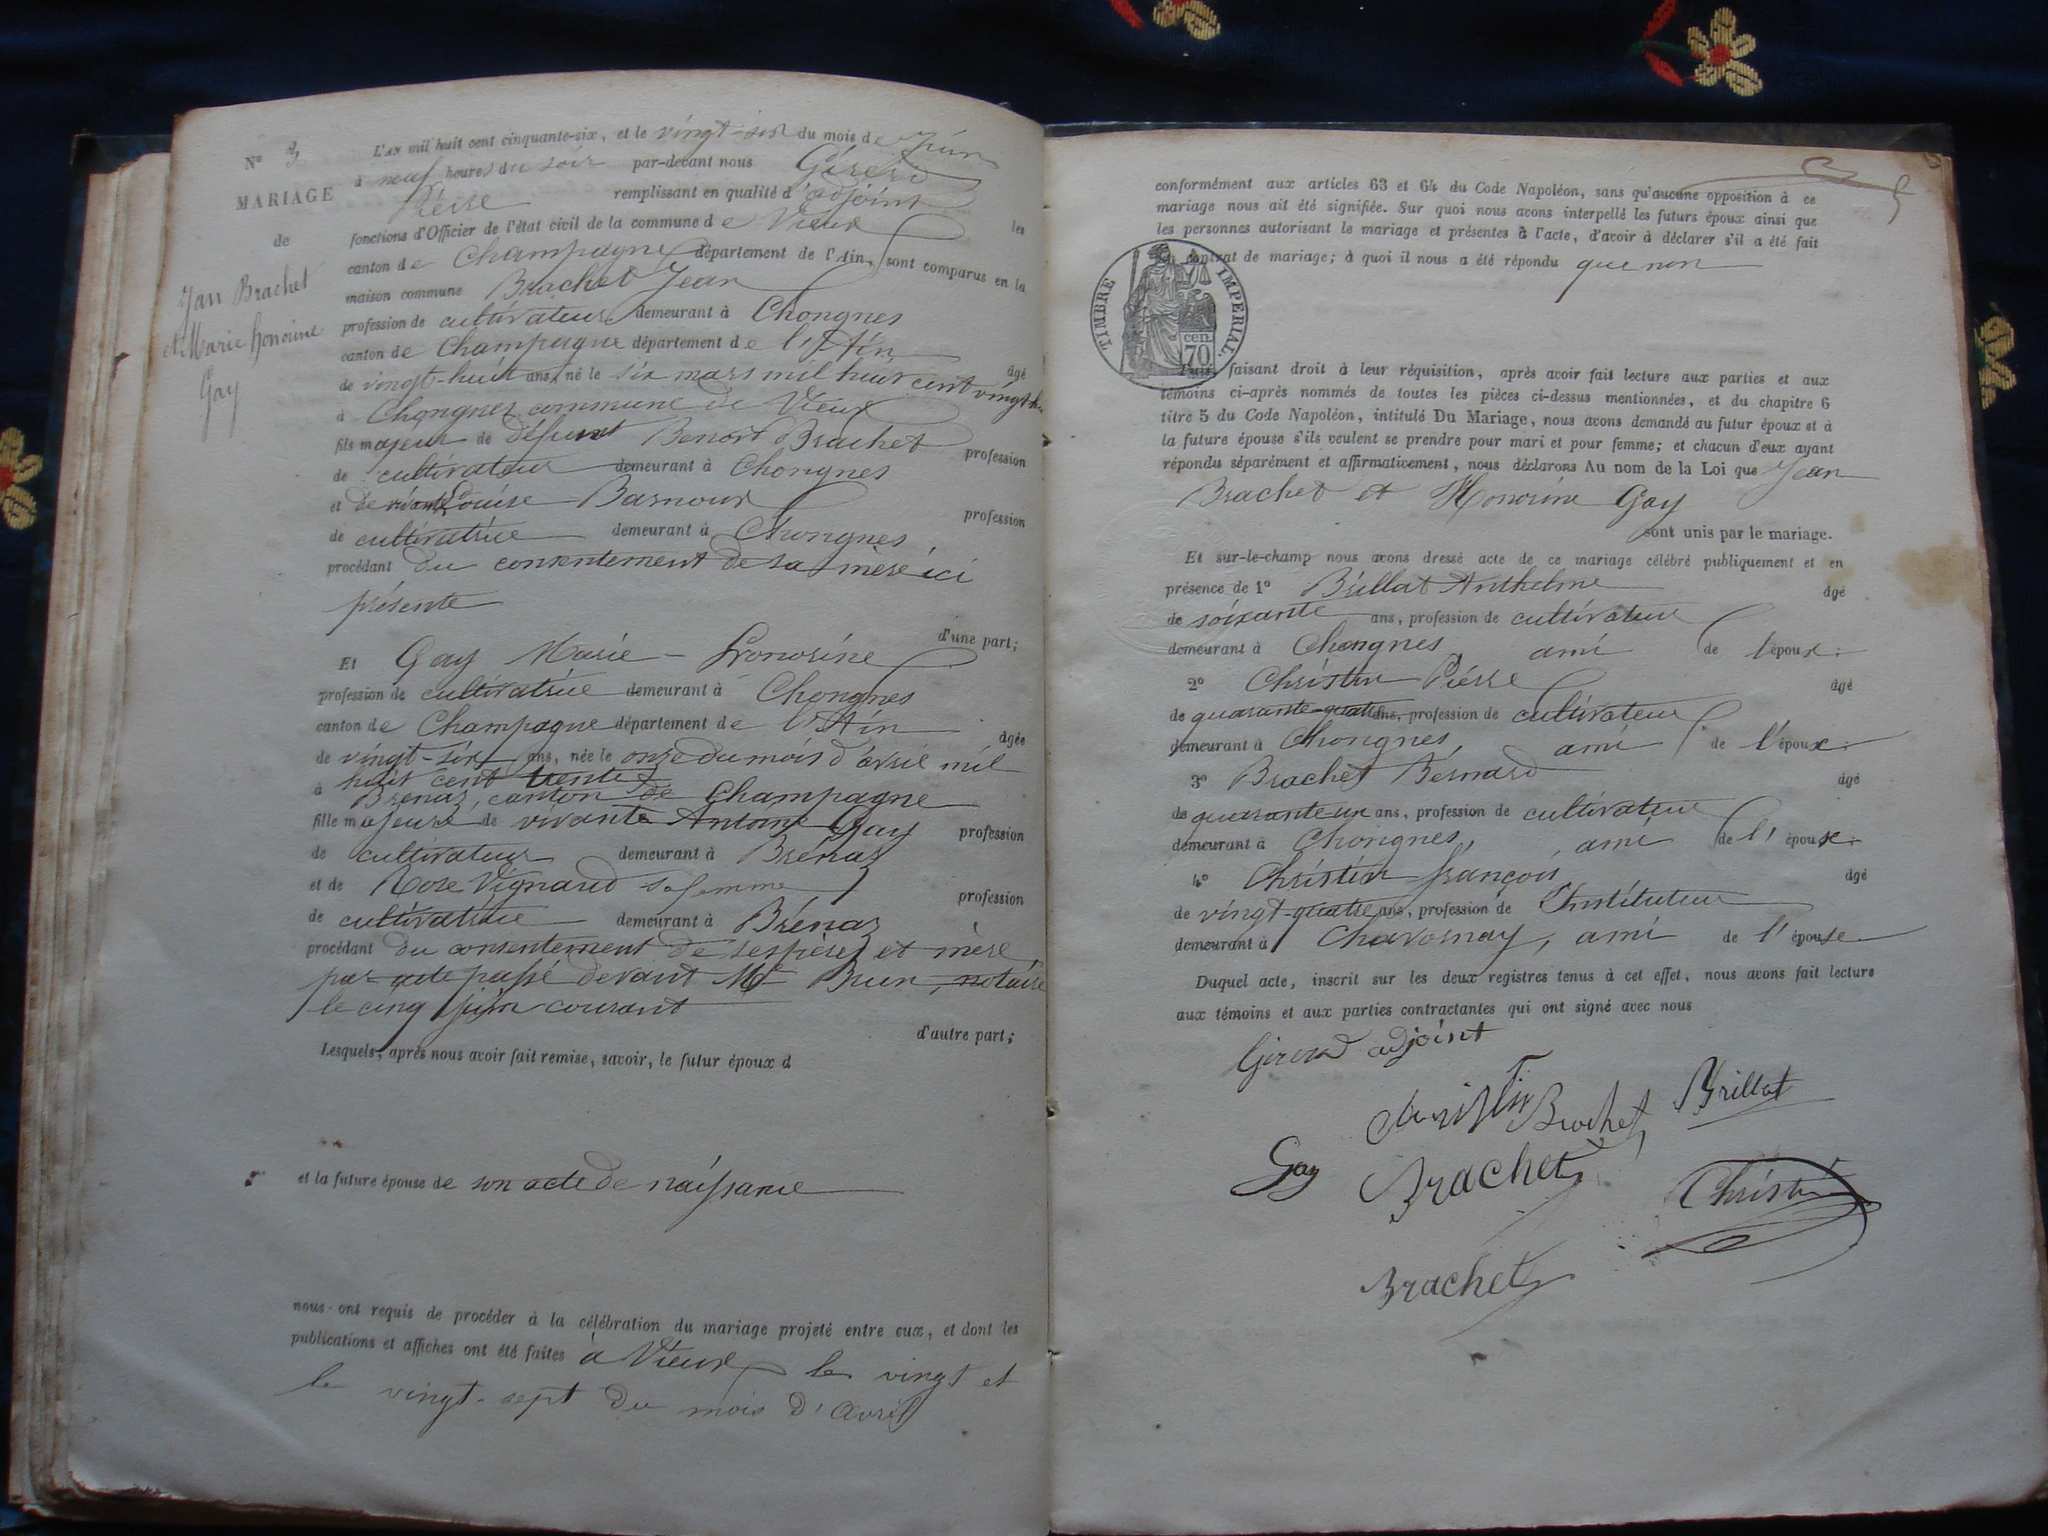 N° 3
MARIAGE
de
Jan Brachet
et Marie honorine
Gay
L'AN mil huit cent cinquante-six, et le vingt-six du mois de Juin
à neuf heures du soir par-devant nous Girerd
Pierre remplissant en qualité d'adjoint les
fonctions d'Officier de l'état civil de la commune de Vieux
canton de Champagne département de l'Ain, sont comparus en la
maison commune Brachet Jean
profession de cultivateur demeurant à Chongnes
canton de Champagne département de l'Ain âgé
de vingt-huit ans, né le six mars mil huit cent vingt-huit
à Chongnes commune de Vieux
fils majeur de défunt Benoit Brachet profession
de cultivateur demeurant à Chongnes
et de vivante Louise Barnoux profession
de cultivatrice demeurant à Chongnes
procédant du consentement de sa mère ici
présente
d'une part;
Et Gay Marie-Honorine
profession de cultivatrice demeurant à Chongnes
canton de Champagne département de l'Ain âgée
de vingt-six ans, née le onze du mois d'avril mil
huit cent trente
à Brénaz, canton de Champagne
fille majeure de vivants Antoine Gay profession
de cultivateur demeurant à Brénaz
et de Rose Vignand sa femme profession
de cultivatrice demeurant à Brénaz
procédant du consentement de ses père et mère
par acte passé devant Me Brun, notaire
le cinq juin courant
d'autre part;
Lesquels, après nous avoir fait remise, savoir, le futur époux d
et la future épouse de son acte de naissance
nous ont requis de procéder à la célébration du mariage projeté entre eux, et dont les
publications et affiches ont été faites à Vieux le vingt et
le vingt-sept du mois d'avril
conformément aux articles 63 et 64 du Code Napoléon, sans qu'aucune opposition à ce
mariage nous ait été signifiée. Sur quoi nous avons interpellé les futurs époux ainsi que
les personnes autorisant le mariage et présentes à l'acte, d'avoir à déclarer s'il a été fait
contrat de mariage; à quoi il nous a été répondu que non
TIMBRE IMPERIAL
70 cen.
faisant droit à leur réquisition, après avoir fait lecture aux parties et aux
témoins ci-après nommés de toutes les pièces ci-dessus mentionnées, et du chapitre 6
titre 5 du Code Napoléon, intitulé Du Mariage, nous avons demandé au futur époux et à
la future épouse s'ils veulent se prendre pour mari et pour femme; et chacun d'eux ayant
répondu séparément et affirmativement, nous déclarons Au nom de la Loi que Jean
Brachet et Honorine Gay
sont unis par le mariage.
Et sur-le-champ nous avons dressé acte de ce mariage célébré publiquement et en
présence de 1° Brillat Anthelme âgé
de soixante ans, profession de cultivateur
demeurant à Chongnes, ami de l'époux;
2° Christin Pierre âgé
de quarante-quatre ans, profession de cultivateur
demeurant à Chongnes, ami de l'époux;
3° Brachet Bernard âgé
de quarante-un ans, profession de cultivateur
demeurant à Chongnes, ami de l'épouse;
4° Christin françois âgé
de vingt-quatre ans, profession de Instituteur
demeurant à Chavornay, ami de l'épouse
Duquel acte, inscrit sur les deux registres tenus à cet effet, nous avons fait lecture
aux témoins et aux parties contractantes qui ont signé avec nous
Girerd adjoint
Christin Brachet Brillat
Gay Brachet Christin
Brachet